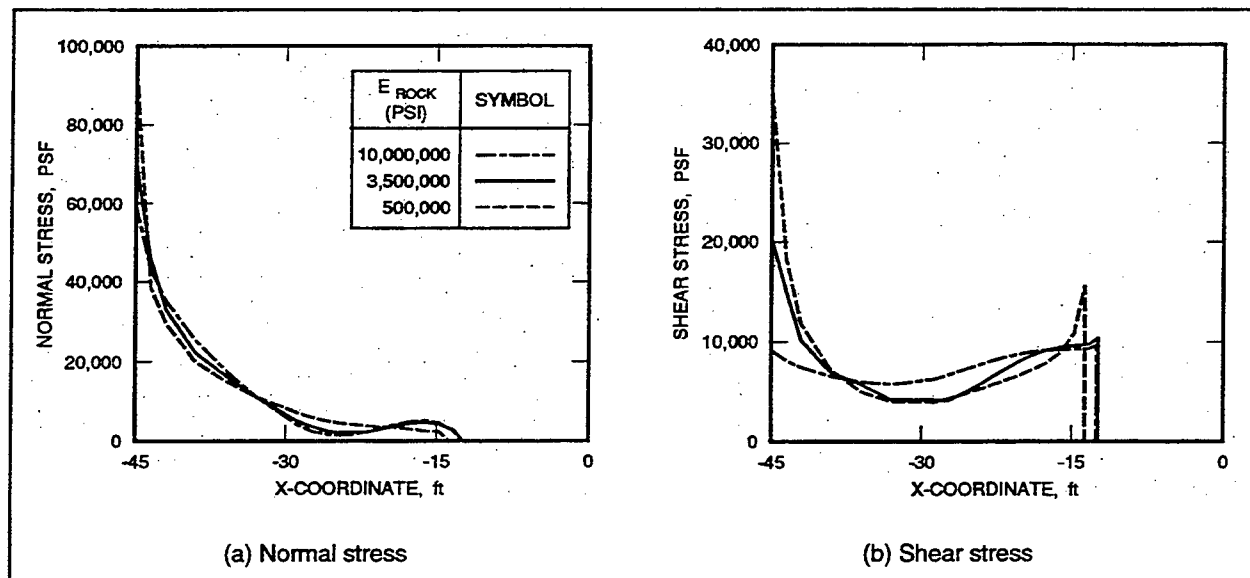 100,000
80,000
60,000
40,000
20,000
0
NORMAL STRESS, PSF
E ROCK (PSI) SYMBOL
10,000,000
3,500,000
500,000
-45 -30 -15 0
X-COORDINATE, ft
(a) Normal stress
40,000
30,000
20,000
10,000
0
SHEAR STRESS, PSF
-45 -30 -15 0
X-COORDINATE, ft
(b) Shear stress